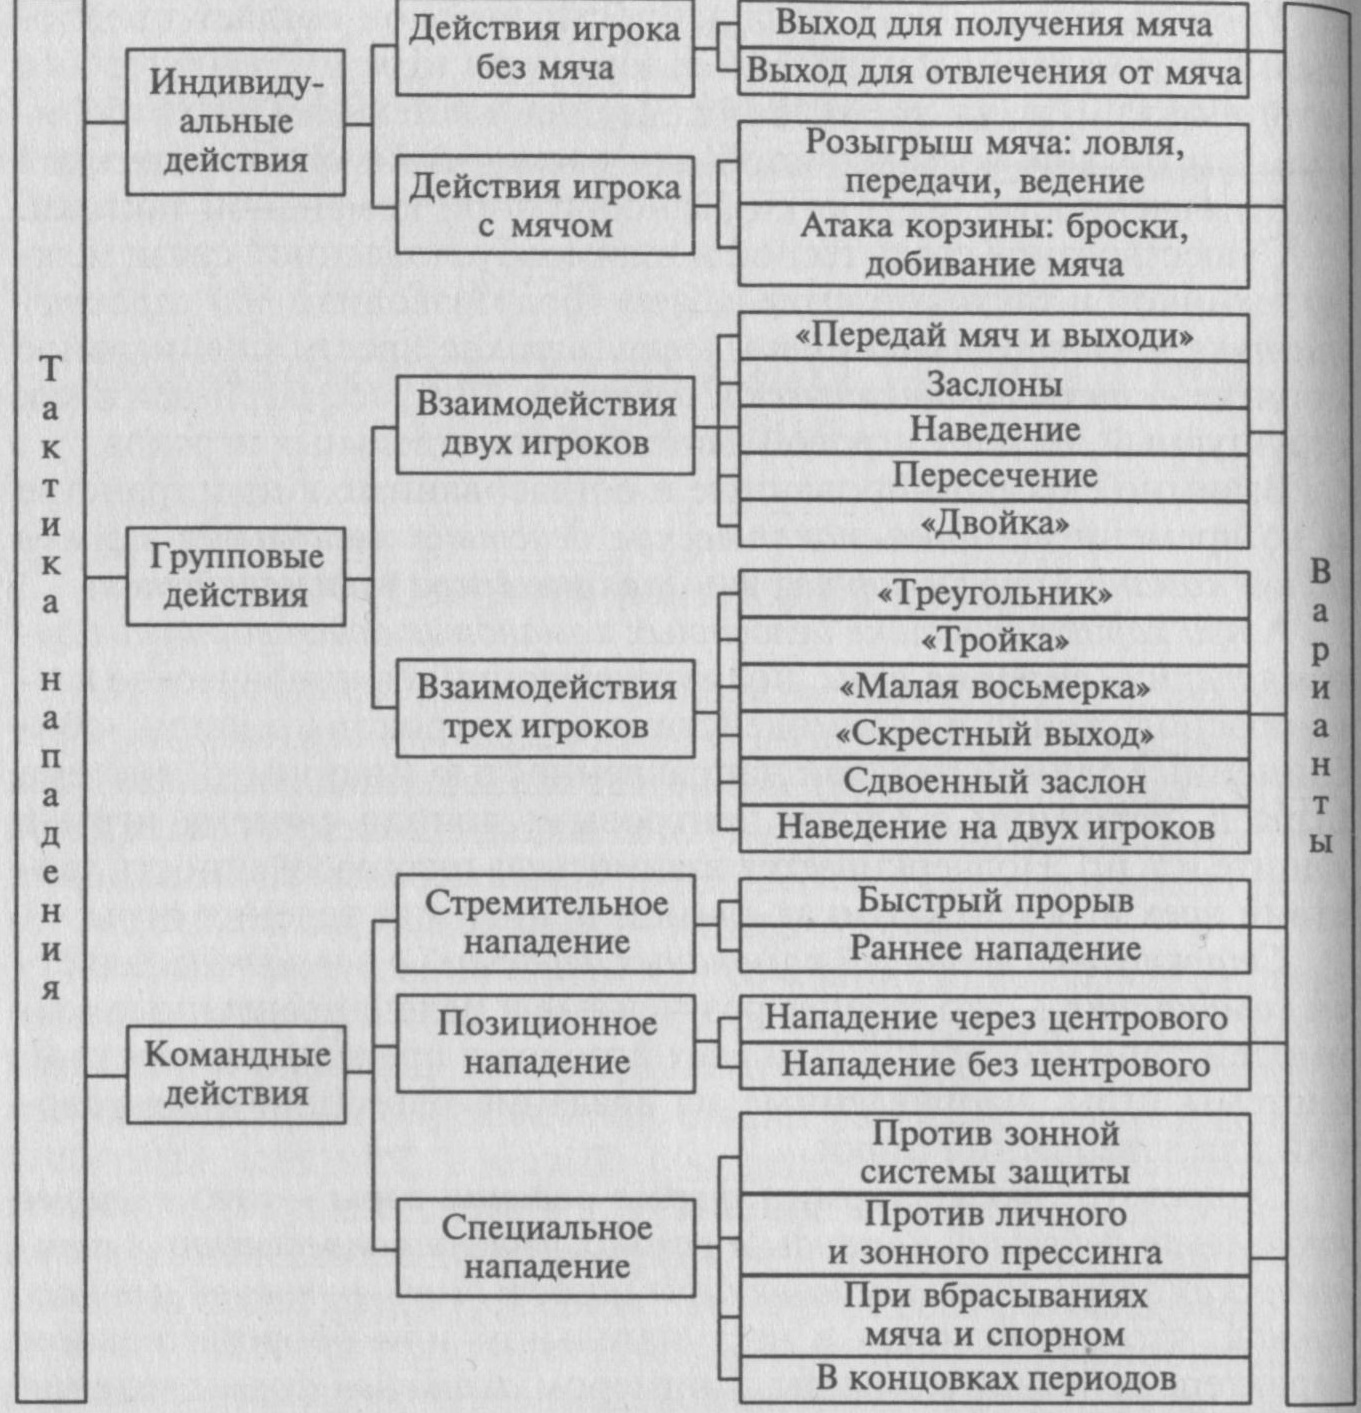 Тактика нападения
Индивиду-
альные
действия
Действия игрока
без мяча
Выход для получения мяча
Выход для отвлечения от мяча
Действия игрока
с мячом
Розыгрыш мяча: ловля,
передачи, ведение
Атака корзины: броски,
добивание мяча
Групповые
действия
Взаимодействия
двух игроков
«Передай мяч и выходи»
Заслоны
Наведение
Пересечение
«Двойка»
Взаимодействия
трех игроков
«Треугольник»
«Тройка»
«Малая восьмерка»
«Скрестный выход»
Сдвоенный заслон
Наведение на двух игроков
Командные
действия
Стремительное
нападение
Быстрый прорыв
Раннее нападение
Позиционное
нападение
Нападение через центрового
Нападение без центрового
Специальное
нападение
Против зонной
системы защиты
Против личного
и зонного прессинга
При вбрасываниях
мяча и спорном
В концовках периодов
Варианты